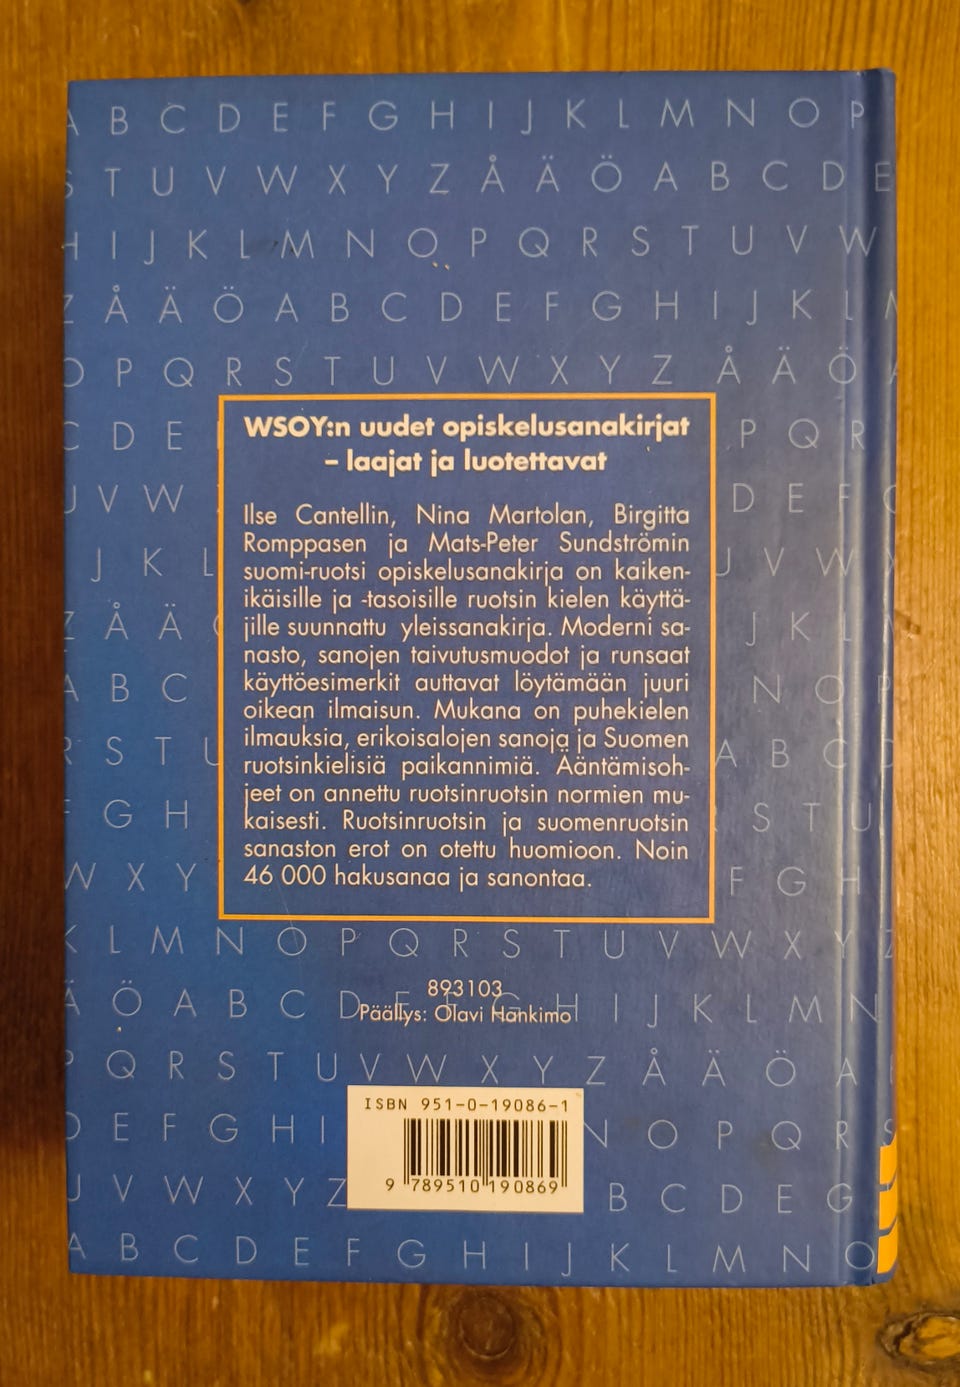 A B C D E F G H I J K L M N O P
S T U V W X Y Z Å Ä Ö A B C D E
H I J K L M N O P Q R S T U V W
Z Å Ä Ö A B C D E F G H I J K L M
O P Q R S T U V W X Y Z Å Ä Ö A
C D E P Q R
WSOY:n uudet opiskelusanakirjat
– laajat ja luotettavat
U V W D E F G
Ilse Cantellin, Nina Martolan, Birgitta
Romppasen ja Mats-Peter Sundströmin
J K L U V W X
suomi-ruotsi opiskelusanakirja on kaiken-
ikäisille ja -tasoisille ruotsin kielen käyttä-
Z Å Ä J K L M
jille suunnattu yleissanakirja. Moderni sa-
nasto, sanojen taivutusmuodot ja runsaat
A B C N O P
käyttöesimerkit auttavat löytämään juuri
oikean ilmaisun. Mukana on puhekielen
R S T U A B C D
ilmauksia, erikoisalojen sanoja ja Suomen
ruotsinkielisiä paikannimiä. Ääntämisoh-
jeet on annettu ruotsinruotsin normien mu-
F G H S T U
kaisesti. Ruotsinruotsin ja suomenruotsin
sanaston erot on otettu huomioon. Noin
W X Y F G H
46 000 hakusanaa ja sanontaa.
K L M N O P Q R S T U V W X Y Z
893103
Ä Ö A B C D E F G H I J K L M N
Päällys: Olavi Hankimo
P Q R S T U V W X Y Z Å Ä Ö A
ISBN 951-0-19086-1
D E F G H I N O P Q R S
9 789510 190869
U V W X Y Z B C D E G
A B C D E F G H I J K L M N O